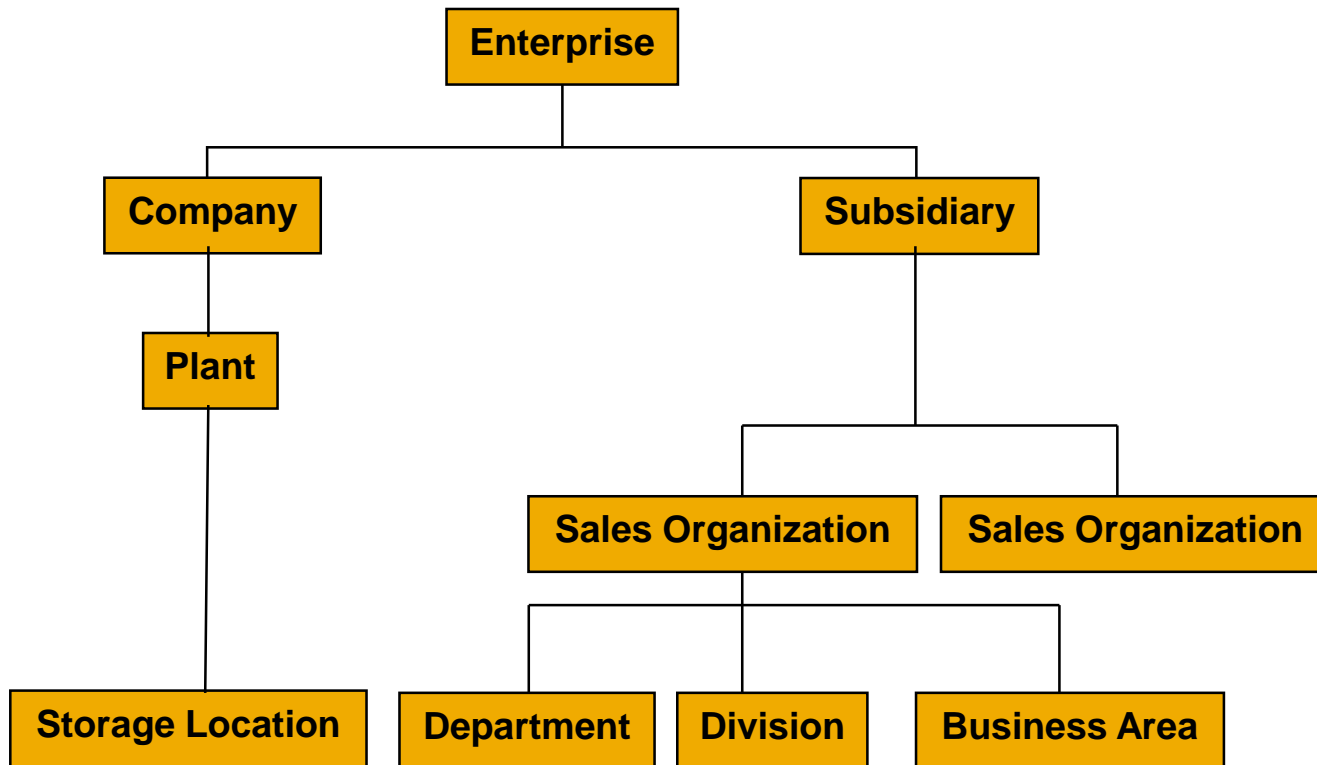 Enterprise
Company
Subsidiary
Plant
Sales Organization
Sales Organization
Storage Location
Department
Division
Business Area